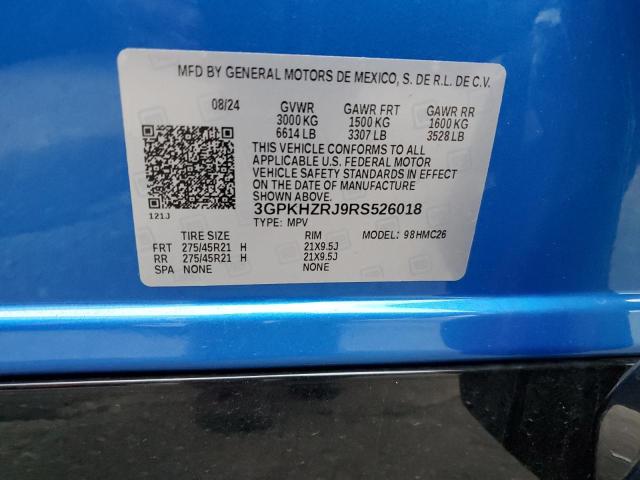 MFD BY GENERAL MOTORS DE MEXICO, S. DE R.L. DE C.V.
08/24 GVWR GAWR FRT GAWR RR
3000 KG 1500 KG 1600 KG
6614 LB 3307 LB 3528 LB
THIS VEHICLE CONFORMS TO ALL
APPLICABLE U.S. FEDERAL MOTOR
VEHICLE SAFETY STANDARDS IN EFFECT
ON THE DATE OF MANUFACTURE
SHOWN ABOVE.
3GPKHZRJ9RS526018
121J TYPE: MPV
TIRE SIZE RIM MODEL: 98HMC26
FRT 275/45R21 H 21X9.5J
RR 275/45R21 H 21X9.5J
SPA NONE NONE